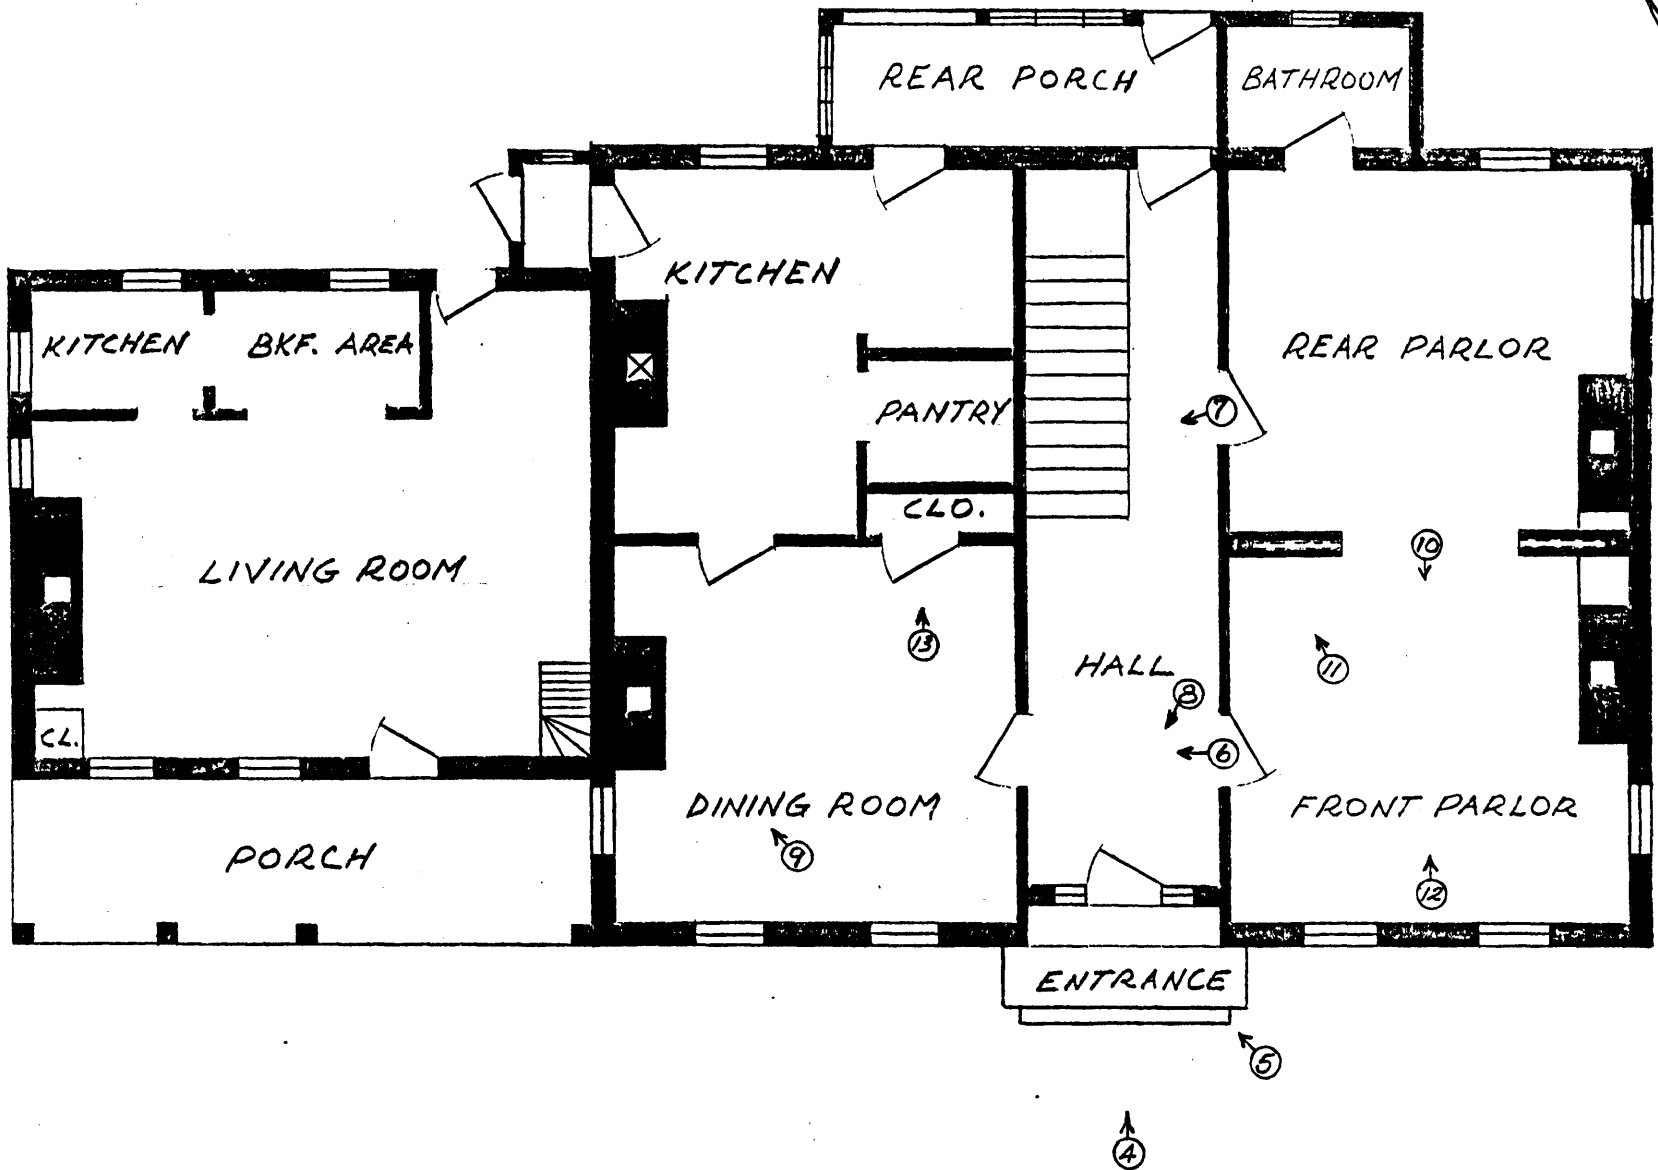 REAR PORCH
BATHROOM
KITCHEN
KITCHEN
BKF. AREA
REAR PARLOR
PANTRY
7
CLO.
LIVING ROOM
10
13
HALL
11
8
CL.
6
DINING ROOM
FRONT PARLOR
PORCH
9
12
ENTRANCE
5
4